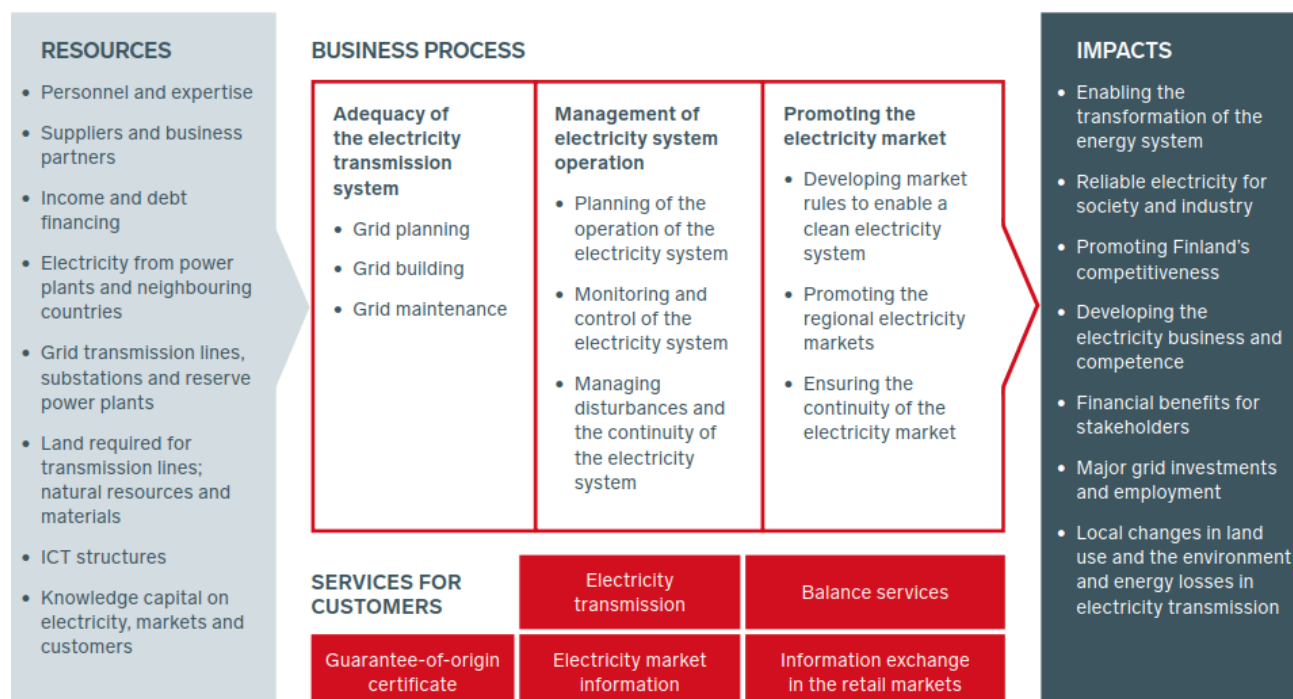 RESOURCES
• Personnel and expertise
• Suppliers and business
partners
• Income and debt
financing
• Electricity from power
plants and neighbouring
countries
• Grid transmission lines,
substations and reserve
power plants
• Land required for
transmission lines;
natural resources and
materials
• ICT structures
• Knowledge capital on
electricity, markets and
customers
BUSINESS PROCESS
Adequacy of
the electricity
transmission
system
• Grid planning
• Grid building
• Grid maintenance
Management of
electricity system
operation
• Planning of the
operation of the
electricity system
• Monitoring and
control of the
electricity system
• Managing
disturbances and
the continuity of
the electricity
system
Promoting the
electricity market
• Developing market
rules to enable a
clean electricity
system
• Promoting the
regional electricity
markets
• Ensuring the
continuity of the
electricity market
SERVICES FOR
CUSTOMERS
Electricity
transmission
Balance services
Guarantee-of-origin
certificate
Electricity market
information
Information exchange
in the retail markets
IMPACTS
• Enabling the
transformation of the
energy system
• Reliable electricity for
society and industry
• Promoting Finland's
competitiveness
• Developing the
electricity business and
competence
• Financial benefits for
stakeholders
• Major grid investments
and employment
• Local changes in land
use and the environment
and energy losses in
electricity transmission